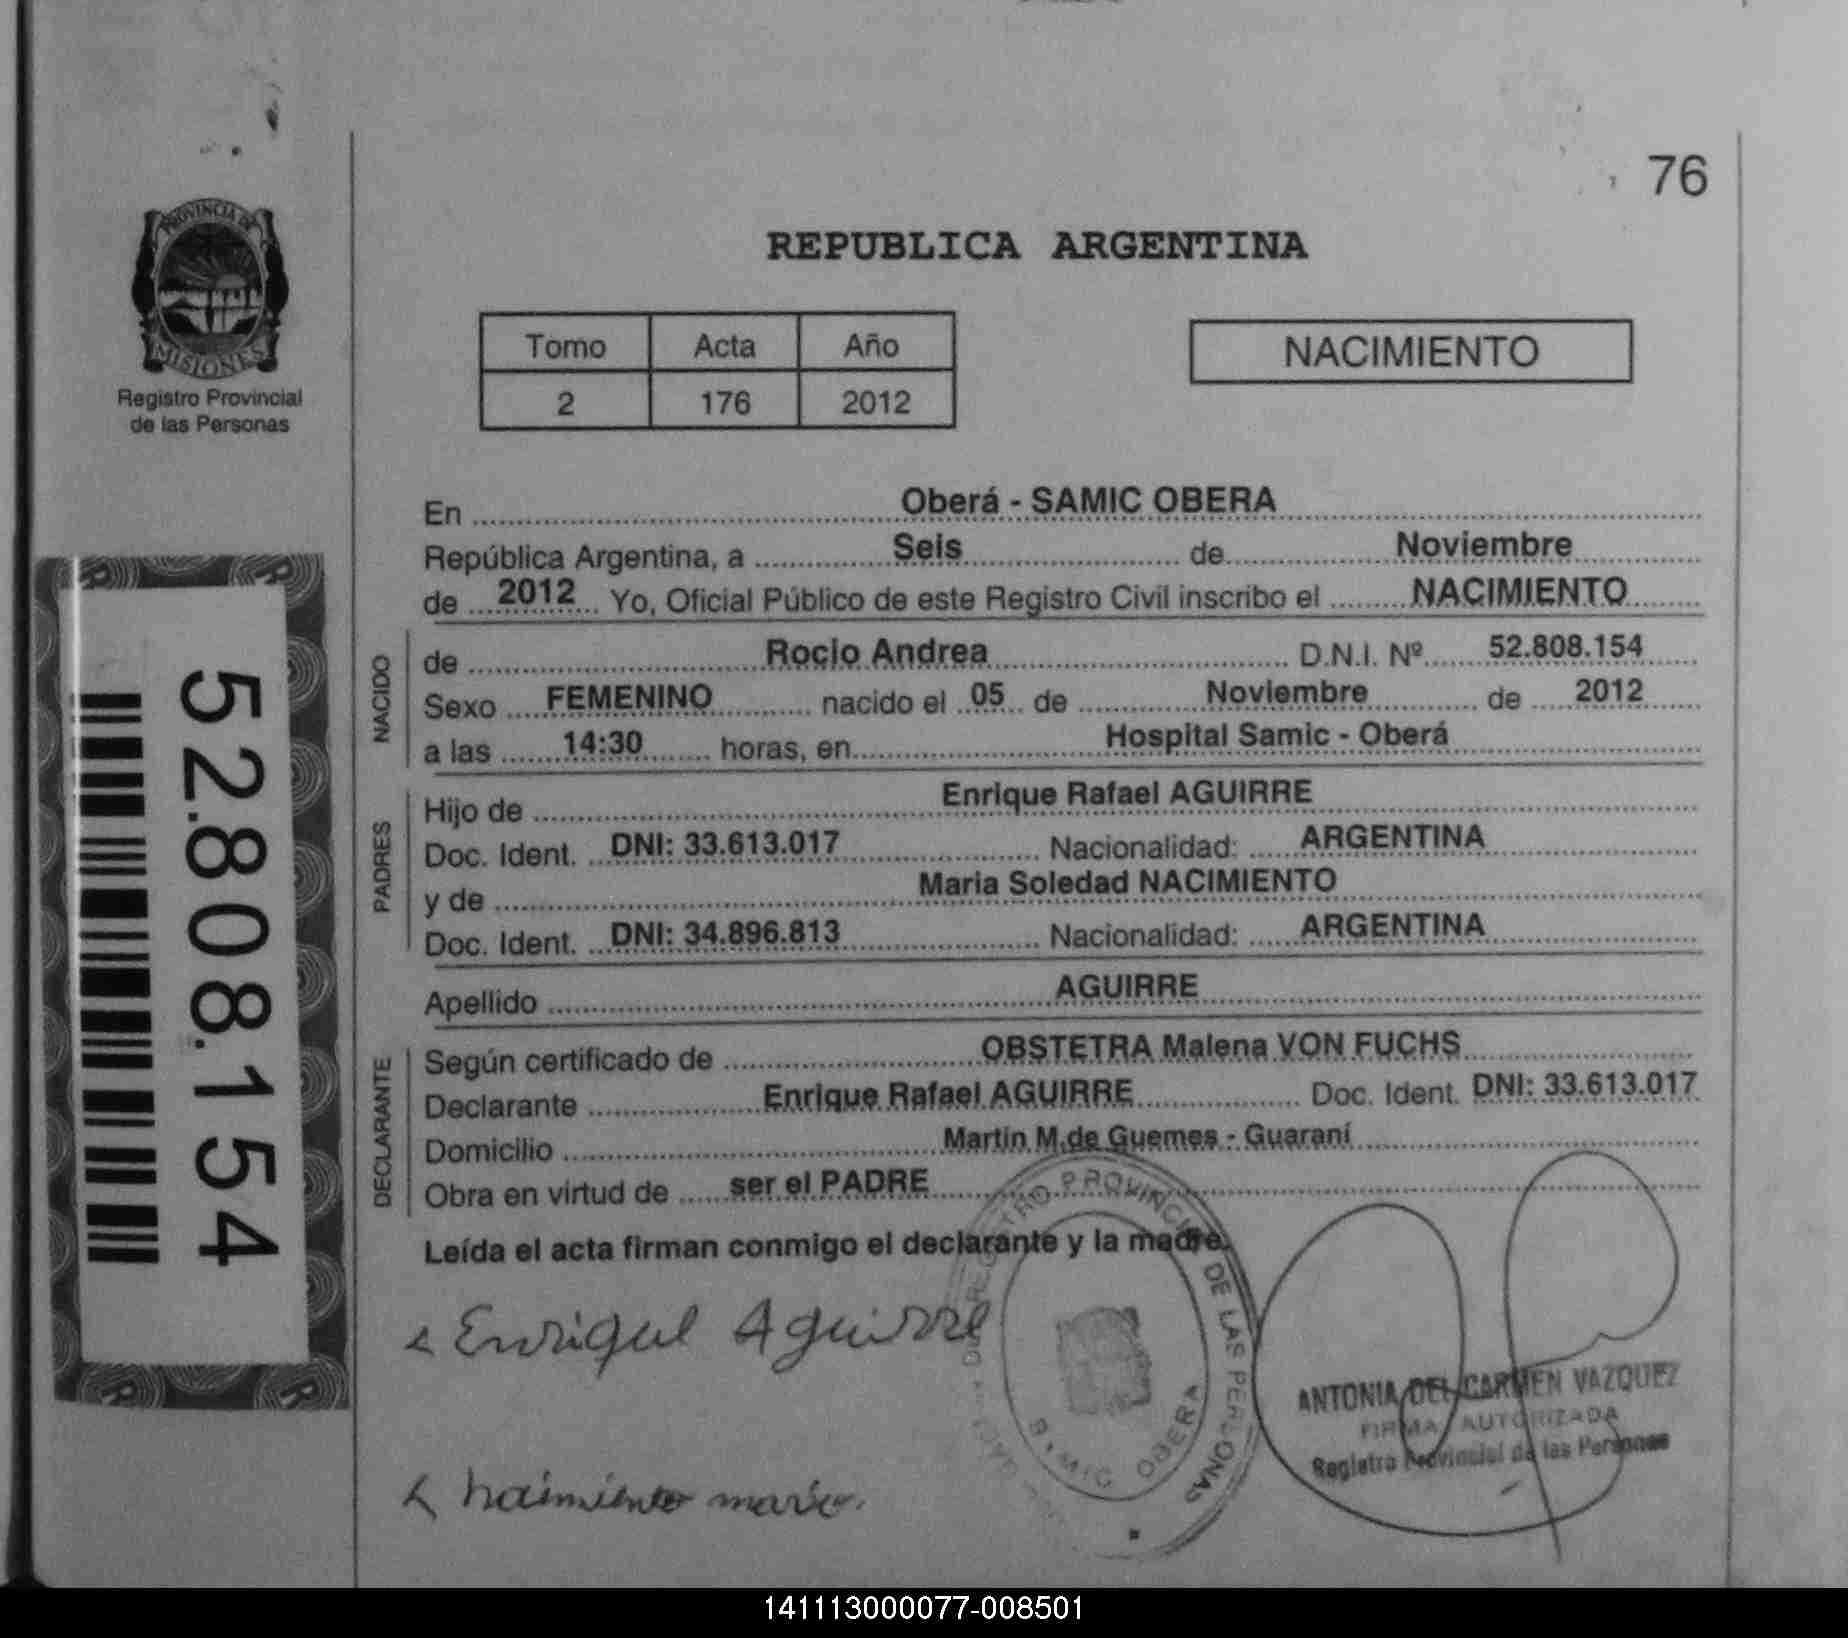 76
PROVINCIA DE
MISIONES
Registro Provincial
de las Personas
REPUBLICA ARGENTINA
Tomo Acta Año
2 176 2012
NACIMIENTO
52.808.154
En Oberá - SAMIC OBERA
República Argentina, a Seis de Noviembre
de 2012 Yo, Oficial Público de este Registro Civil inscribo el NACIMIENTO
NACIDO
de Rocio Andrea D.N.I. Nº 52.808.154
Sexo FEMENINO nacido el 05 de Noviembre de 2012
a las 14:30 horas, en Hospital Samic - Oberá
PADRES
Hijo de Enrique Rafael AGUIRRE
Doc. Ident. DNI: 33.613.017 Nacionalidad: ARGENTINA
y de Maria Soledad NACIMIENTO
Doc. Ident. DNI: 34.896.813 Nacionalidad: ARGENTINA
Apellido AGUIRRE
DECLARANTE
Según certificado de OBSTETRA Malena VON FUCHS
Declarante Enrique Rafael AGUIRRE Doc. Ident. DNI: 33.613.017
Domicilio Martin M.de Guemes - Guaraní
Obra en virtud de ser el PADRE
Leída el acta firman conmigo el declarante y la madre.
Enrique Aguirre
REGISTRO PROVINCIAL DE LAS PERSONAS
OBERA
ANTONIA DEL CARMEN VAZQUEZ
FIRMA AUTORIZADA
Registro Provincial de las Personas
141113000077-008501